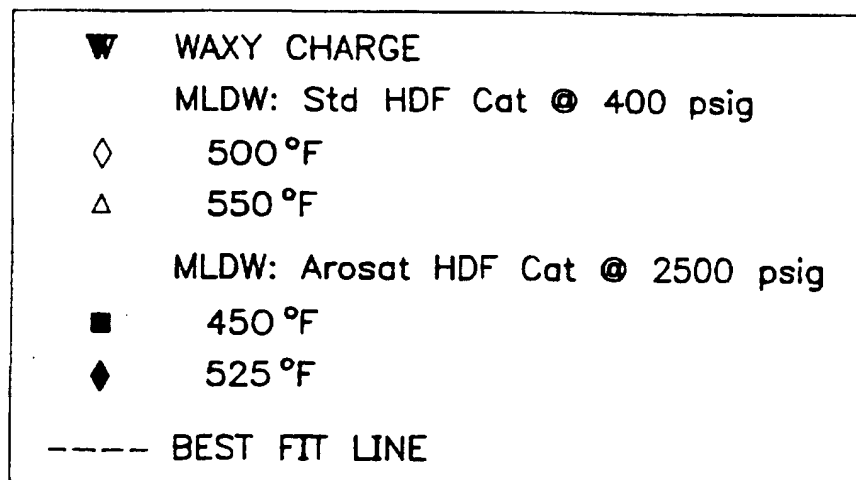 W WAXY CHARGE
MLDW: Std HDF Cat @ 400 psig
◇ 500°F
△ 550°F
MLDW: Arosat HDF Cat @ 2500 psig
■ 450°F
◆ 525°F
---- BEST FIT LINE